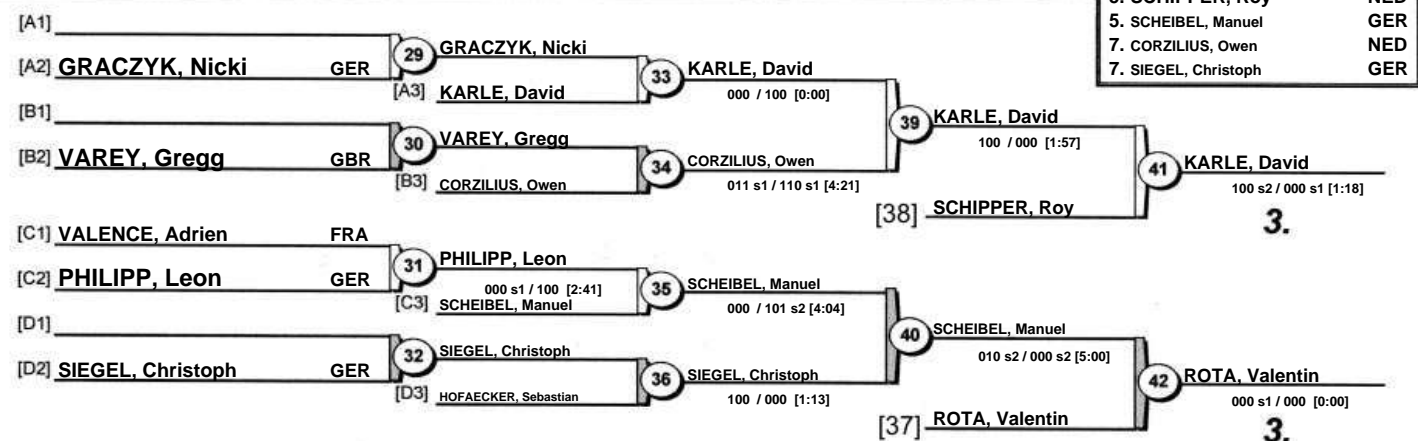 5. SCHEIBEL, Manuel GER
7. CORZILIUS, Owen NED
7. SIEGEL, Christoph GER
[A1]
[A2] GRACZYK, Nicki GER
29
GRACZYK, Nicki
[A3] KARLE, David
33
KARLE, David
000 / 100 [0:00]
[B1]
[B2] VAREY, Gregg GBR
30
VAREY, Gregg
[B3] CORZILIUS, Owen
34
CORZILIUS, Owen
011 s1 / 110 s1 [4:21]
39
KARLE, David
100 / 000 [1:57]
[38] SCHIPPER, Roy
41
KARLE, David
100 s2 / 000 s1 [1:18]
3.
[C1] VALENCE, Adrien FRA
[C2] PHILIPP, Leon GER
31
PHILIPP, Leon
000 s1 / 100 [2:41]
[C3] SCHEIBEL, Manuel
35
SCHEIBEL, Manuel
000 / 101 s2 [4:04]
[D1]
[D2] SIEGEL, Christoph GER
32
SIEGEL, Christoph
[D3] HOFAECKER, Sebastian
36
SIEGEL, Christoph
100 / 000 [1:13]
40
SCHEIBEL, Manuel
010 s2 / 000 s2 [5:00]
[37] ROTA, Valentin
42
ROTA, Valentin
000 s1 / 000 [0:00]
3.